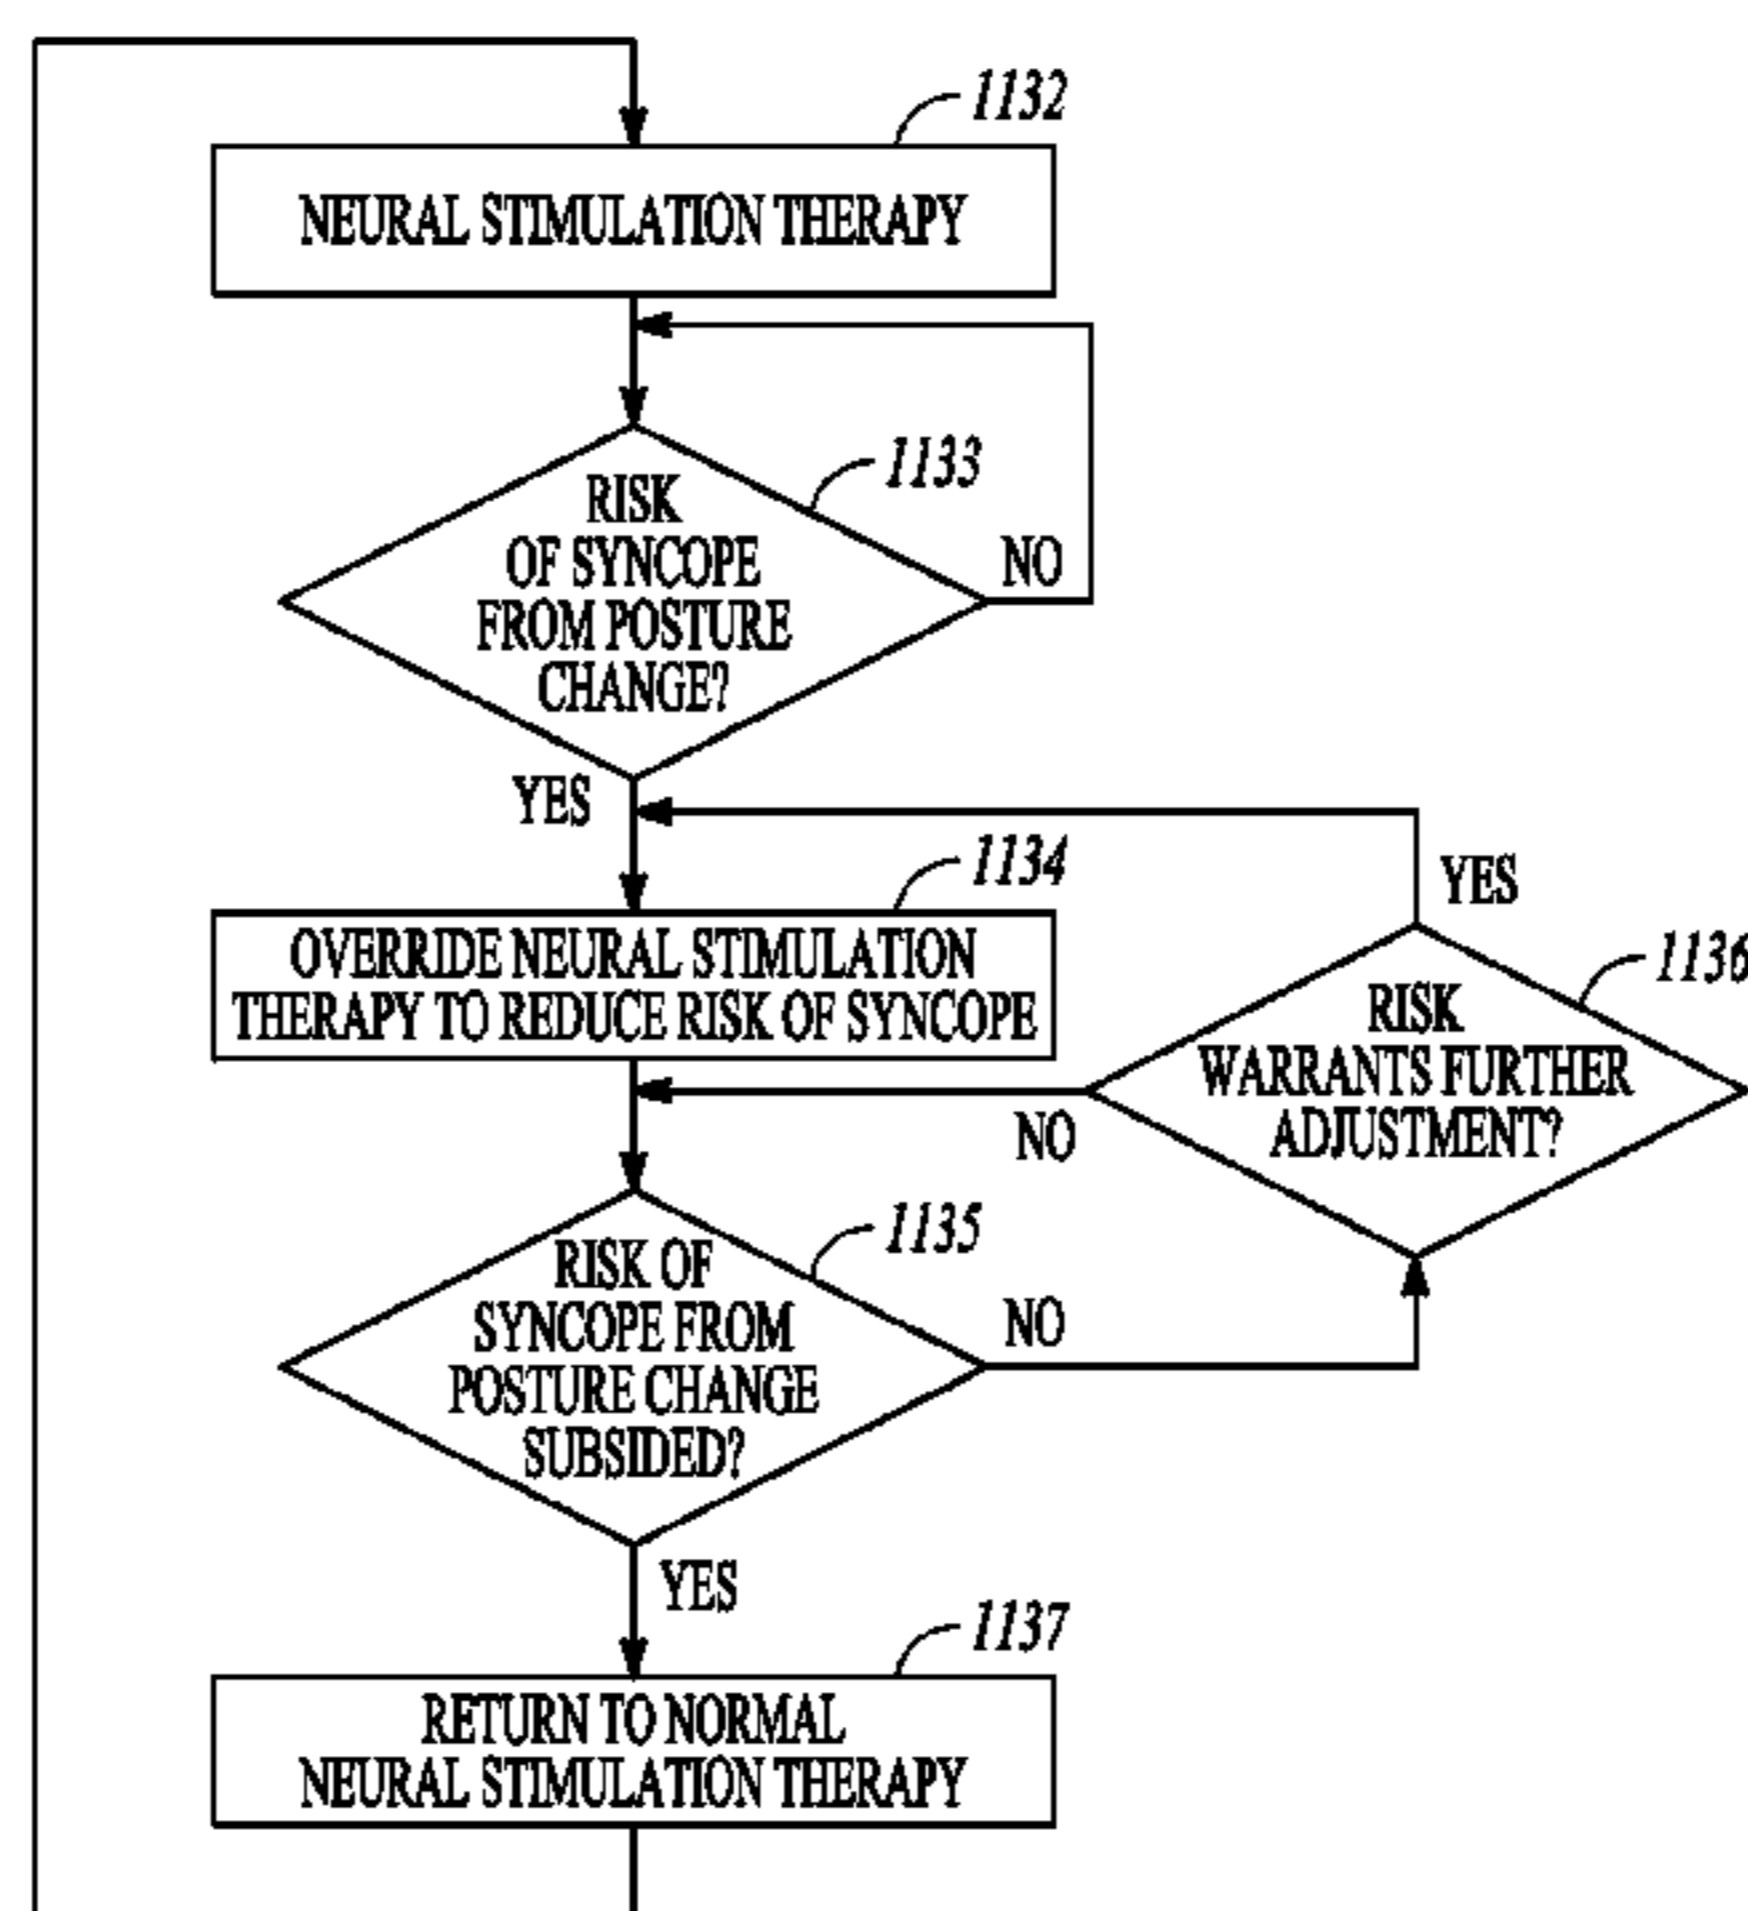 1132
NEURAL STIMULATION THERAPY
1133
RISK
OF SYNCOPE
FROM POSTURE
CHANGE?
NO
YES
1134
OVERRIDE NEURAL STIMULATION
THERAPY TO REDUCE RISK OF SYNCOPE
YES
1136
RISK
WARRANTS FURTHER
ADJUSTMENT?
NO
1135
RISK OF
SYNCOPE FROM
POSTURE CHANGE
SUBSIDED?
NO
YES
1137
RETURN TO NORMAL
NEURAL STIMULATION THERAPY